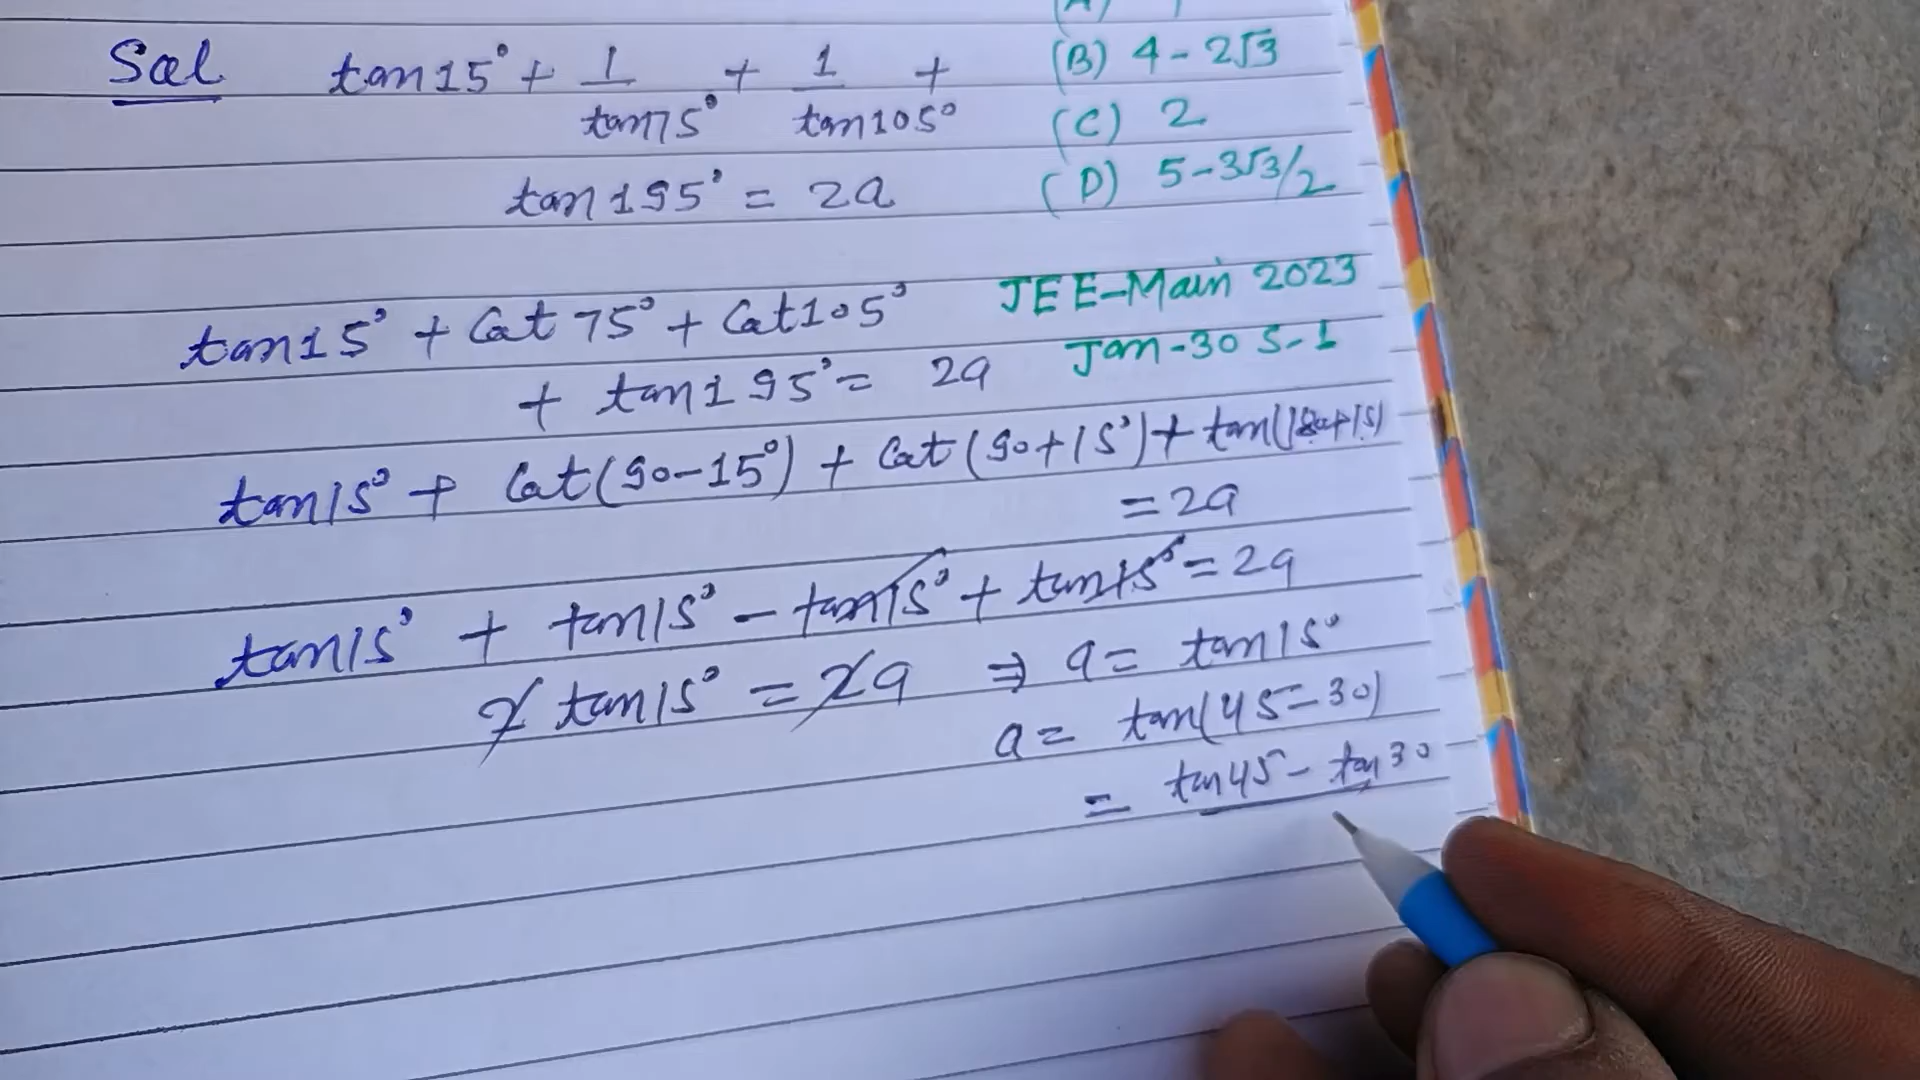 (B) 4 - 2√3
Sol tan15° + 1/tan75° + 1/tan105° +
(C) 2
tan195° = 2a
(D) 5-3√3/2
tan15° + Cot 75° + Cot105°
JEE-Main 2023
+ tan195° = 2a
Jan-30 S-1
tan15° + Cot(90-15°) + Cot(90+15°) + tan(180+15)
= 2a
tan15° + tan15° - tan15° + tan15° = 2a
2 tan15° = 2a ⇒ a = tan15°
a = tan(45-30)
= tan45 - tan30